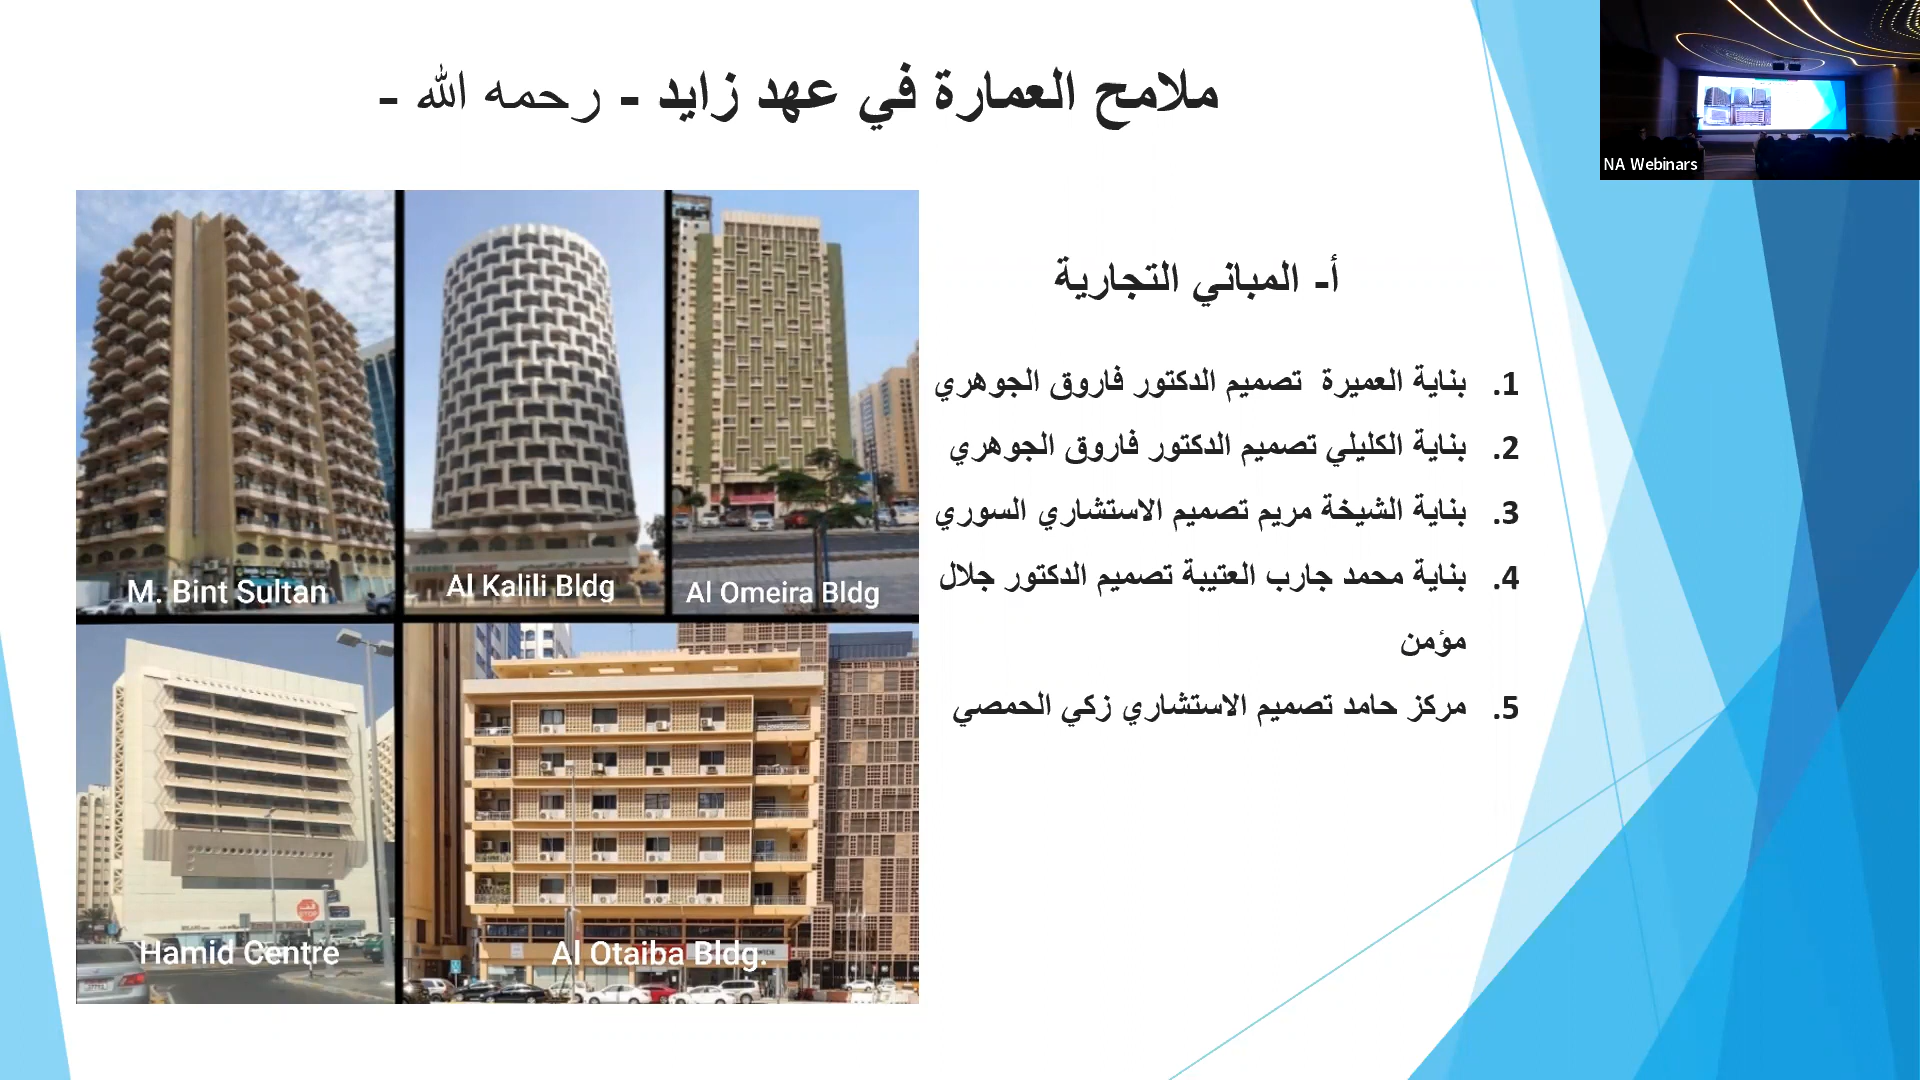 ملامح العمارة في عهد زايد - رحمه الله -
NA Webinars
أ- المباني التجارية
1. بناية العميرة تصميم الدكتور فاروق الجوهري
2. بناية الكليلي تصميم الدكتور فاروق الجوهري
3. بناية الشيخة مريم تصميم الاستشاري السوري
4. بناية محمد جارب العتيبة تصميم الدكتور جلال
مؤمن
5. مركز حامد تصميم الاستشاري زكي الحمصي
M. Bint Sultan
Al Kalili Bldg
Al Omeira Bldg
Hamid Centre
Al Otaiba Bldg.
STOP